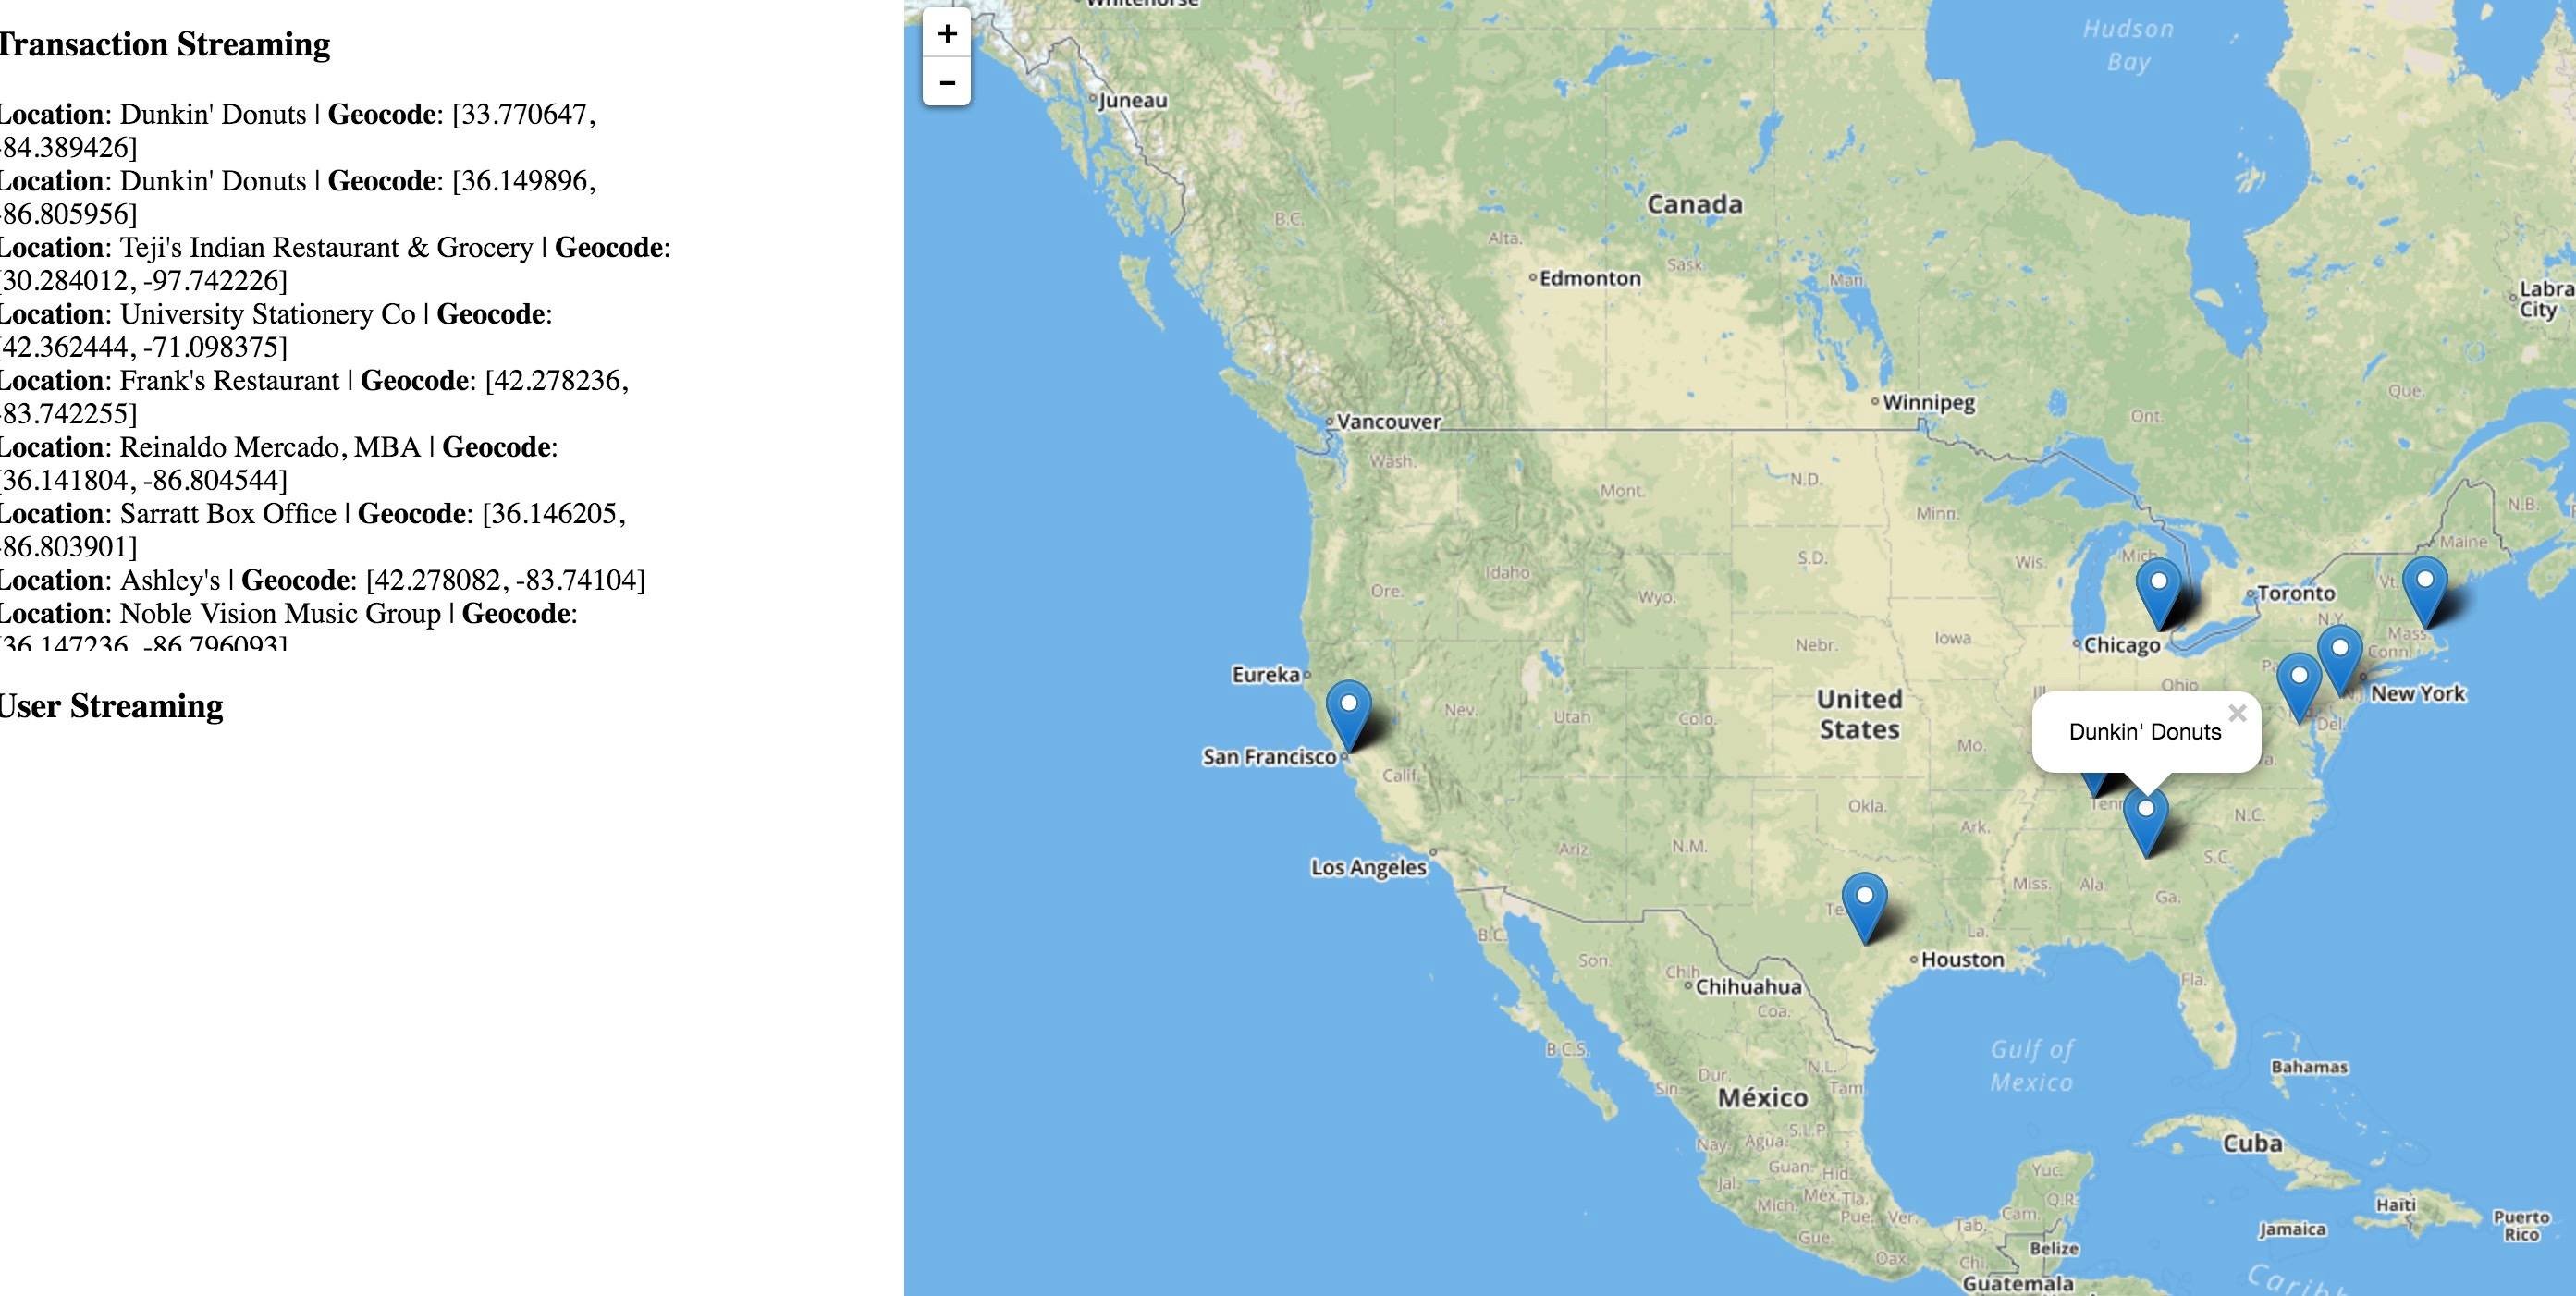 Transaction Streaming
Location: Dunkin' Donuts | Geocode: [33.770647,
-84.389426]
Location: Dunkin' Donuts | Geocode: [36.149896,
-86.805956]
Location: Teji's Indian Restaurant & Grocery | Geocode:
[30.284012, -97.742226]
Location: University Stationery Co | Geocode:
[42.362444, -71.098375]
Location: Frank's Restaurant | Geocode: [42.278236,
-83.742255]
Location: Reinaldo Mercado, MBA | Geocode:
[36.141804, -86.804544]
Location: Sarratt Box Office | Geocode: [36.146205,
-86.803901]
Location: Ashley's | Geocode: [42.278082, -83.74104]
Location: Noble Vision Music Group | Geocode:
[36.147236, -86.796093]
User Streaming
+
-
Whitehorse
Hudson
Bay
Juneau
Canada
B.C.
Alta.
Edmonton
Sask.
Man.
Labra
City
Vancouver
Winnipeg
Ont.
Que.
N.B.
Wash.
Mont.
N.D.
Minn.
Maine
Ore.
Idaho
S.D.
Wis.
Mich.
Toronto
Vt.
Wyo.
N.Y.
Mass.
Nebr.
Iowa
Chicago
Conn.
Eureka
Ohio
New York
Nev.
Utah
Colo.
United
States
Del.
Dunkin' Donuts
×
San Francisco
Calif.
Mo.
Okla.
Tenn
N.C.
Los Angeles
Ariz.
N.M.
Ark.
S.C.
Miss.
Ala.
Ga.
Te
B.C.
La.
Son.
Chih.
Houston
Chihuahua
Fla.
Coa.
B.C.S.
Gulf of
Mexico
N.L.
Bahamas
Sin.
Dur.
Tam.
México
Nay.
Agua.
S.L.P.
Cuba
Guan.
Hid.
Yuc.
Jal.
Mich.
Méx.
Tla.
Q.R.
Haïti
Pue.
Ver.
Tab.
Cam.
Jamaica
Puerto
Rico
Gue.
Oax.
Chi.
Belize
Guatemala
Caribb